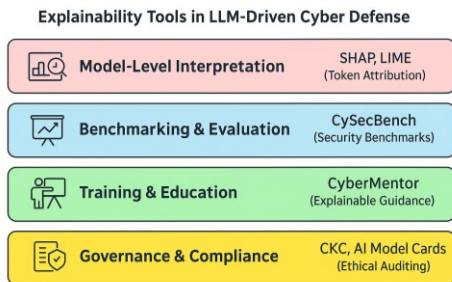 Explainability Tools in LLM-Driven Cyber Defense
Model-Level Interpretation
SHAP, LIME
(Token Attribution)
Benchmarking & Evaluation
CySecBench
(Security Benchmarks)
Training & Education
CyberMentor
(Explainable Guidance)
Governance & Compliance
CKC, AI Model Cards
(Ethical Auditing)